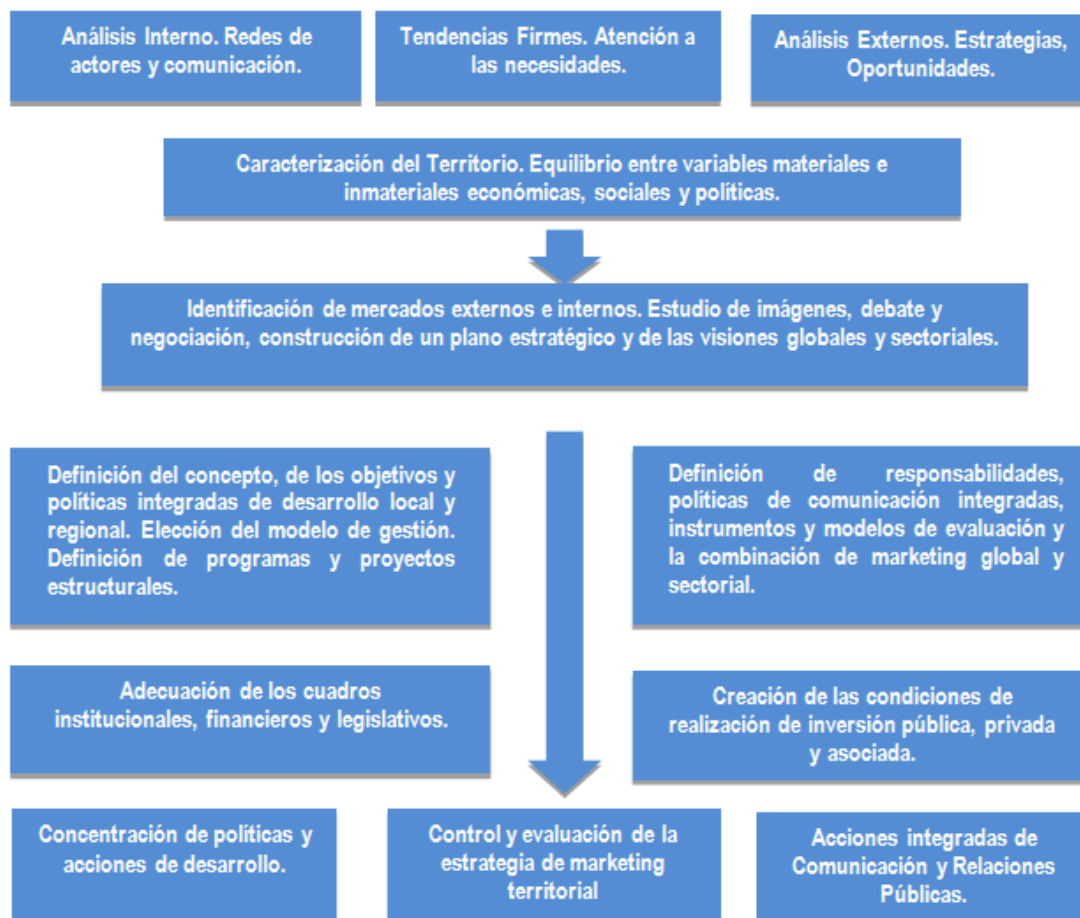 Análisis Interno. Redes de
actores y comunicación.
Tendencias Firmes. Atención a
las necesidades.
Análisis Externos. Estrategias,
Oportunidades.
Caracterización del Territorio. Equilibrio entre variables materiales e
inmateriales económicas, sociales y políticas.
Identificación de mercados externos e internos. Estudio de imágenes, debate y
negociación, construcción de un plano estratégico y de las visiones globales y sectoriales.
Definición del concepto, de los objetivos y
políticas integradas de desarrollo local y
regional. Elección del modelo de gestión.
Definición de programas y proyectos
estructurales.
Definición de responsabilidades,
políticas de comunicación integradas,
instrumentos y modelos de evaluación y
la combinación de marketing global y
sectorial.
Adecuación de los cuadros
institucionales, financieros y legislativos.
Creación de las condiciones de
realización de inversión pública, privada
y asociada.
Concentración de políticas y
acciones de desarrollo.
Control y evaluación de la
estrategia de marketing
territorial
Acciones integradas de
Comunicación y Relaciones
Públicas.